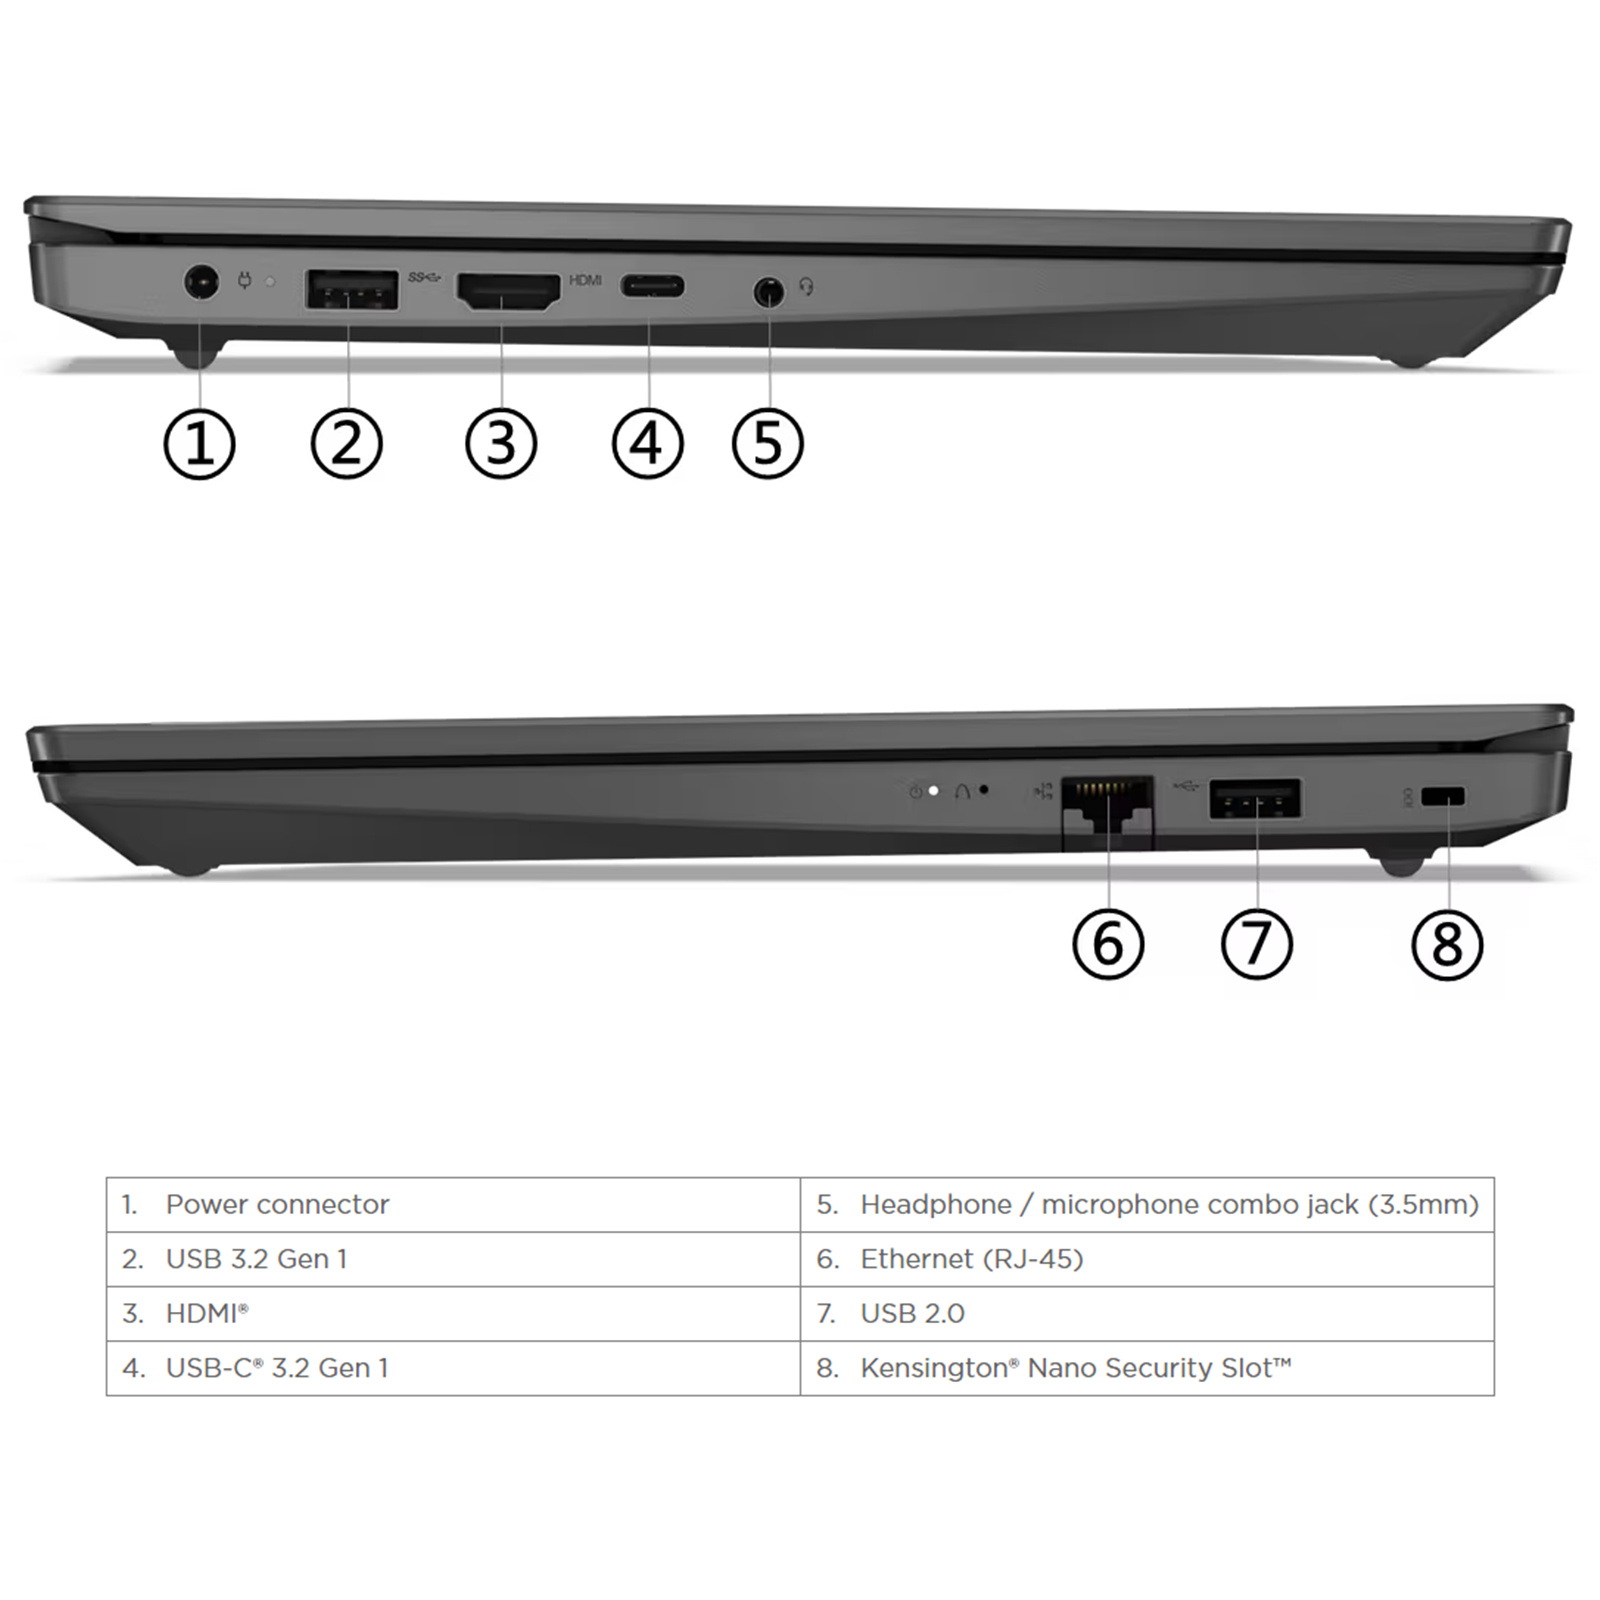 HDMI
1 2 3 4 5
6 7 8
1. Power connector
2. USB 3.2 Gen 1
3. HDMI®
4. USB-C® 3.2 Gen 1
5. Headphone / microphone combo jack (3.5mm)
6. Ethernet (RJ-45)
7. USB 2.0
8. Kensington® Nano Security Slot™